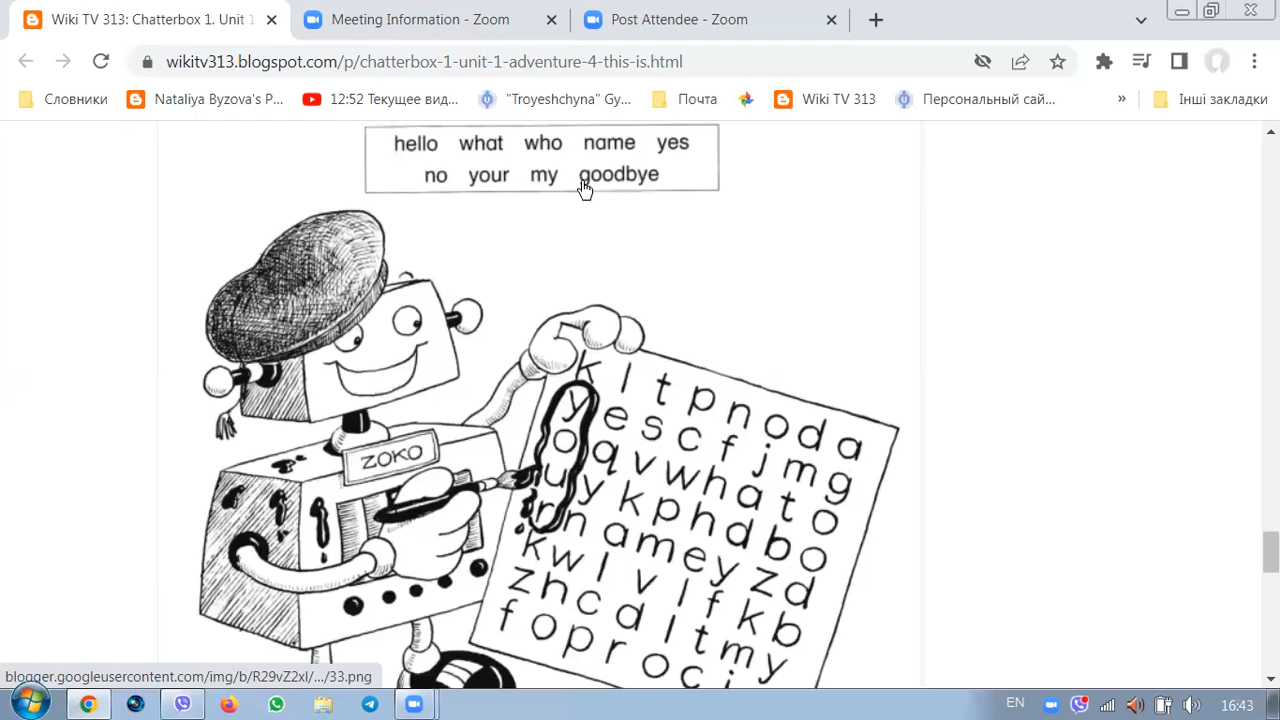 Wiki TV 313: Chatterbox 1. Unit 1
Meeting Information - Zoom
Post Attendee - Zoom
wikitv313.blogspot.com/p/chatterbox-1-unit-1-adventure-4-this-is.html
Словники
Nataliya Byzova's P...
12:52 Текущее вид...
"Troyeshchyna" Gy...
Почта
Wiki TV 313
Персональный сай...
»
Інші закладки
hello what who name yes
no your my goodbye
ZOKO
k l t p n o d a
y e s c f j m g
o q v w h a t o
u y k p h d b o
r n a m e y z d
k w l v l f k b
z h c d l t m y
f o p r o c
blogger.googleusercontent.com/img/b/R29vZ2xl/.../33.png
EN
16:43